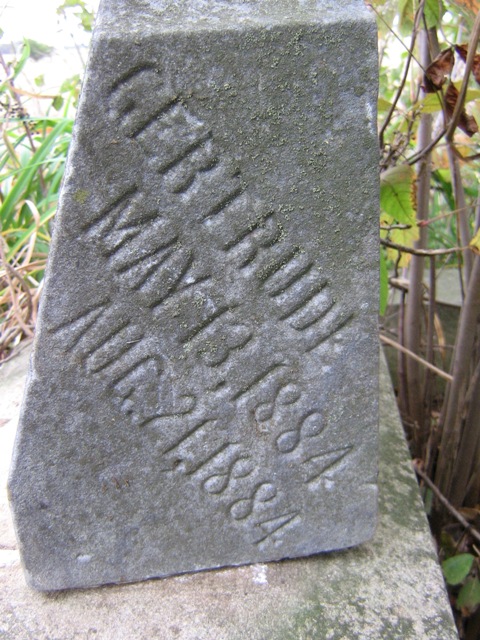 GERTRUDE
MAY 13, 1884.
AUG. 21, 1884.